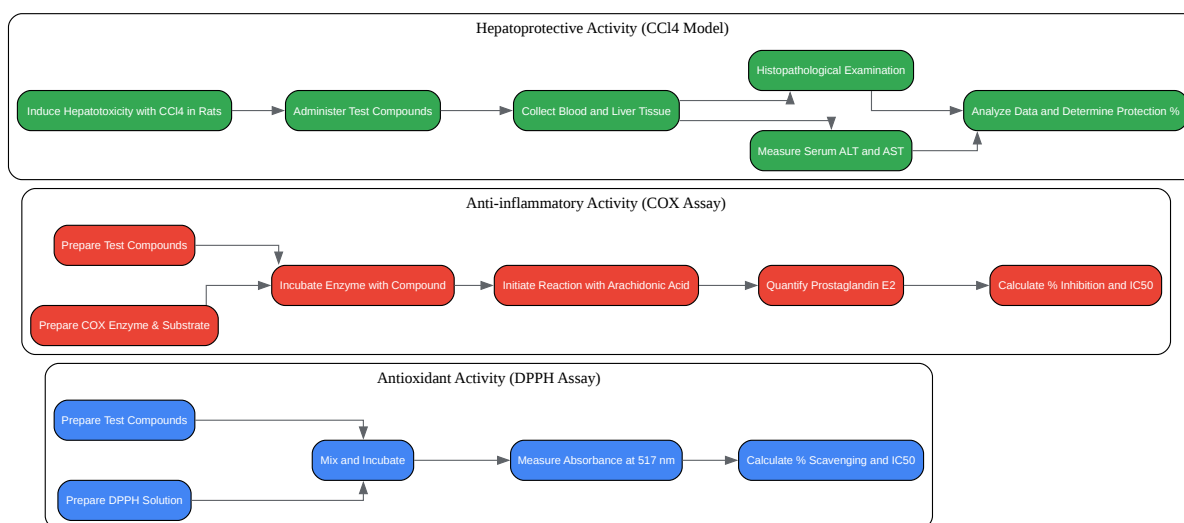 Hepatoprotective Activity (CCl4 Model)
Induce Hepatotoxicity with CCl4 in Rats
Administer Test Compounds
Collect Blood and Liver Tissue
Histopathological Examination
Measure Serum ALT and AST
Analyze Data and Determine Protection %
Anti-inflammatory Activity (COX Assay)
Prepare Test Compounds
Prepare COX Enzyme & Substrate
Incubate Enzyme with Compound
Initiate Reaction with Arachidonic Acid
Quantify Prostaglandin E2
Calculate % Inhibition and IC50
Antioxidant Activity (DPPH Assay)
Prepare Test Compounds
Prepare DPPH Solution
Mix and Incubate
Measure Absorbance at 517 nm
Calculate % Scavenging and IC50